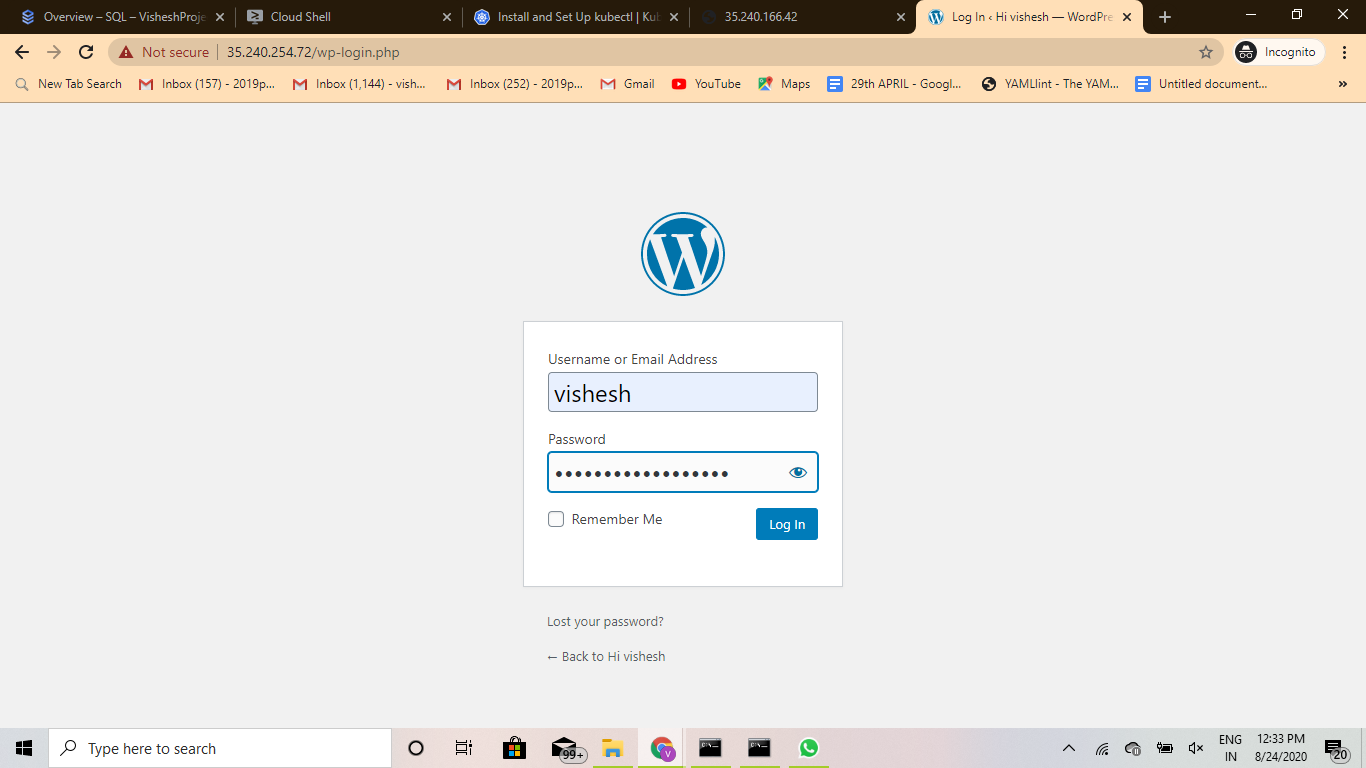 Overview – SQL – VisheshProje
Cloud Shell
Install and Set Up kubectl | Kub
35.240.166.42
Log In ‹ Hi vishesh — WordPre
Not secure
35.240.254.72/wp-login.php
Incognito
New Tab Search
Inbox (157) - 2019p...
Inbox (1,144) - vish...
Inbox (252) - 2019p...
Gmail
YouTube
Maps
29th APRIL - Googl...
YAMLlint - The YAM...
Untitled document...
Username or Email Address
vishesh
Password
••••••••••••••••••
Remember Me
Log In
Lost your password?
← Back to Hi vishesh
Type here to search
99+
V
ENG
IN
12:33 PM
8/24/2020
20